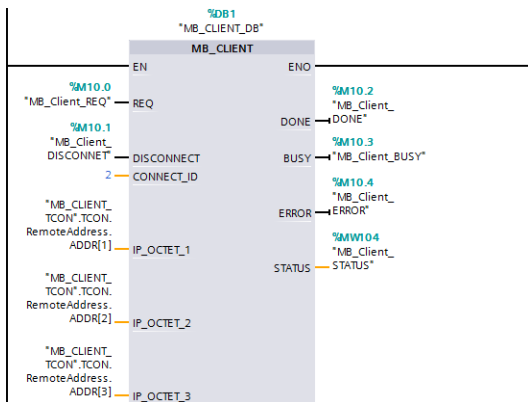 %DB1
"MB_CLIENT_DB"
MB_CLIENT
EN
ENO
%M10.0
"MB_Client_REQ"
REQ
%M10.1
"MB_Client_
DISCONNET"
DISCONNECT
2
CONNECT_ID
"MB_CLIENT_
TCON".TCON.
RemoteAddress.
ADDR[1]
IP_OCTET_1
"MB_CLIENT_
TCON".TCON.
RemoteAddress.
ADDR[2]
IP_OCTET_2
"MB_CLIENT_
TCON".TCON.
RemoteAddress.
ADDR[3]
IP_OCTET_3
%M10.2
"MB_Client_
DONE"
DONE
%M10.3
"MB_Client_BUSY"
BUSY
%M10.4
"MB_Client_
ERROR"
ERROR
%MW104
"MB_Client_
STATUS"
STATUS